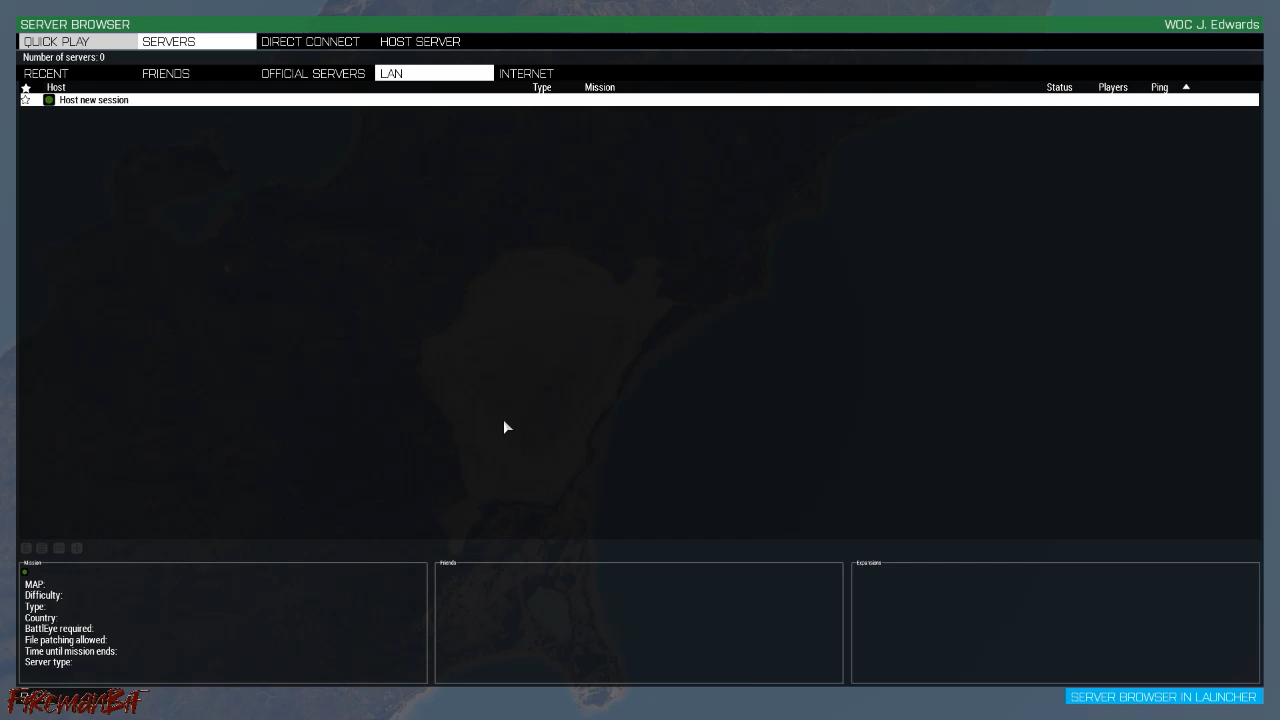 SERVER BROWSER WOC J. Edwards
QUICK PLAY SERVERS DIRECT CONNECT HOST SERVER
Number of servers: 0
RECENT FRIENDS OFFICIAL SERVERS LAN INTERNET
Host Type Mission Status Players Ping
Host new session
Mission Friends Expansions
MAP:
Difficulty:
Type:
Country:
BattlEye required:
File patching allowed:
Time until mission ends:
Server type:
SERVER BROWSER IN LAUNCHER